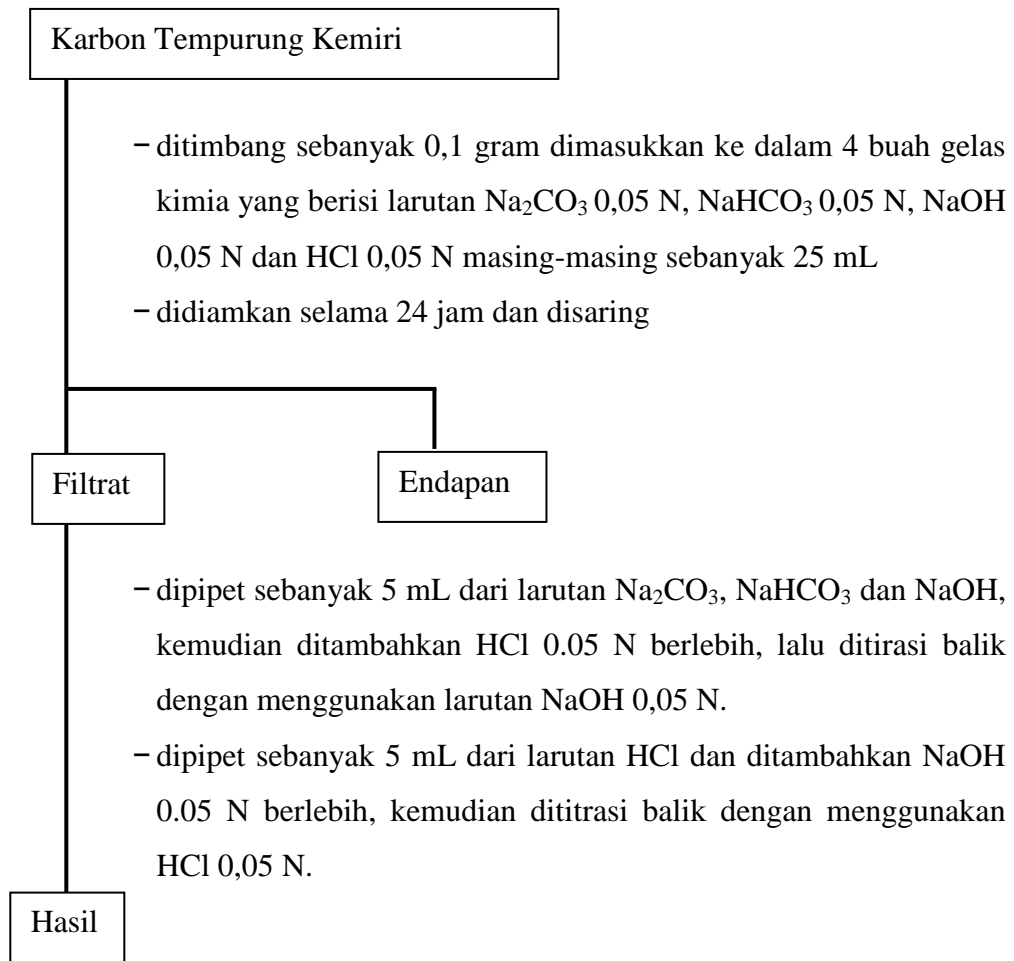 Karbon Tempurung Kemiri
− ditimbang sebanyak 0,1 gram dimasukkan ke dalam 4 buah gelas
kimia yang berisi larutan Na₂CO₃ 0,05 N, NaHCO₃ 0,05 N, NaOH
0,05 N dan HCl 0,05 N masing-masing sebanyak 25 mL
− didiamkan selama 24 jam dan disaring
Filtrat
Endapan
− dipipet sebanyak 5 mL dari larutan Na₂CO₃, NaHCO₃ dan NaOH,
kemudian ditambahkan HCl 0.05 N berlebih, lalu ditirasi balik
dengan menggunakan larutan NaOH 0,05 N.
− dipipet sebanyak 5 mL dari larutan HCl dan ditambahkan NaOH
0.05 N berlebih, kemudian dititrasi balik dengan menggunakan
HCl 0,05 N.
Hasil